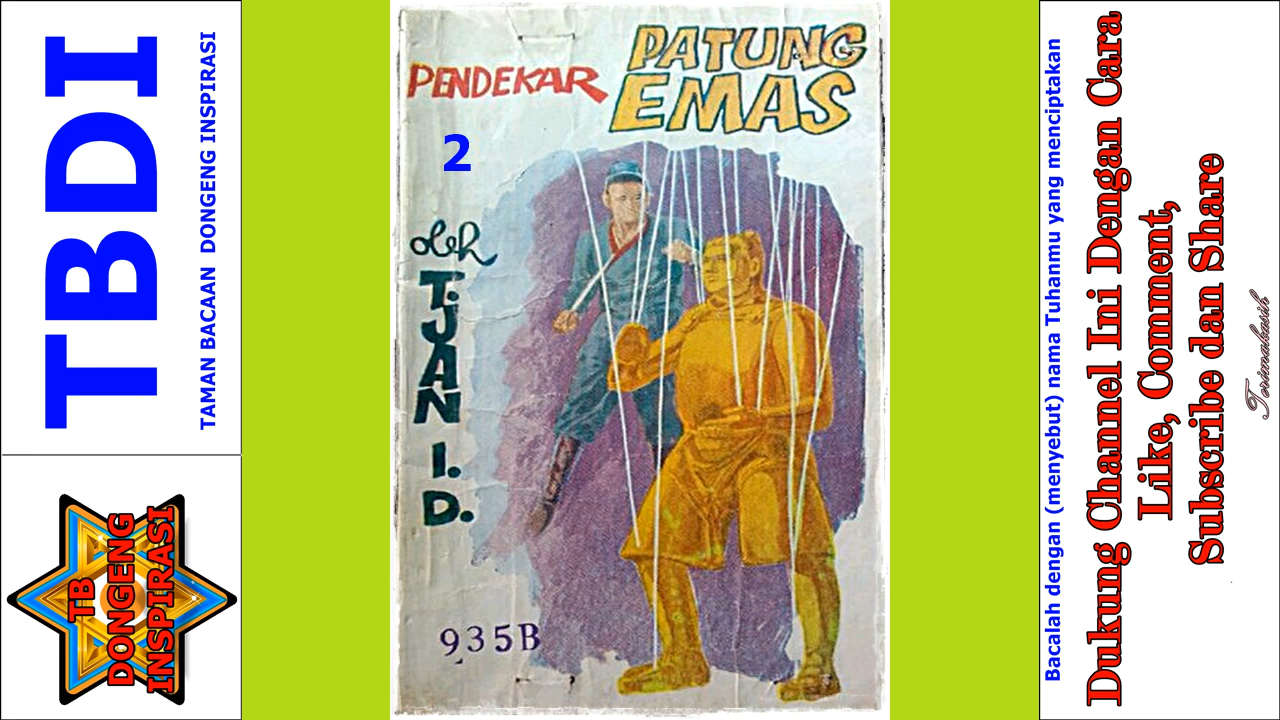 TBDI
TAMAN BACAAN DONGENG INSPIRASI
TB
DONGENG
INSPIRASI
PENDEKAR
PATUNG
EMAS
2
oleh
TJAN I.D.
935B
Bacalah dengan (menyebut) nama Tuhanmu yang menciptakan
Dukung Channel Ini Dengan Cara
Like, Comment,
Subscribe dan Share
Terimakasih